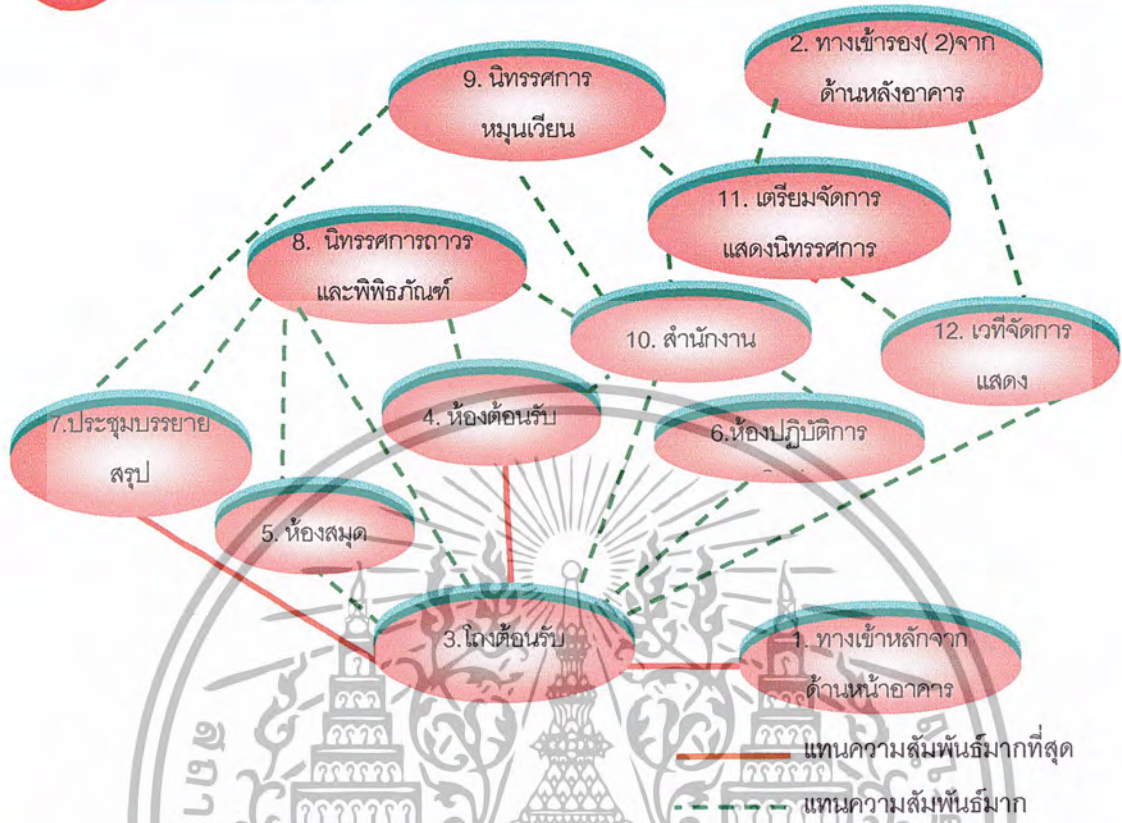 2. ทางเข้ารอง( 2)จาก
ด้านหลังอาคาร
9. นิทรรศการ
หมุนเวียน
11. เตรียมจัดการ
แสดงนิทรรศการ
8. นิทรรศการถาวร
และพิพิธภัณฑ์
10. สำนักงาน
12. เวทีจัดการ
แสดง
7.ประชุมบรรยาย
สรุป
4. ห้องต้อนรับ
6.ห้องปฏิบัติการ
5. ห้องสมุด
3.โถงต้อนรับ
1. ทางเข้าหลักจาก
ด้านหน้าอาคาร
แทนความสัมพันธ์มากที่สุด
แทนความสัมพันธ์มาก